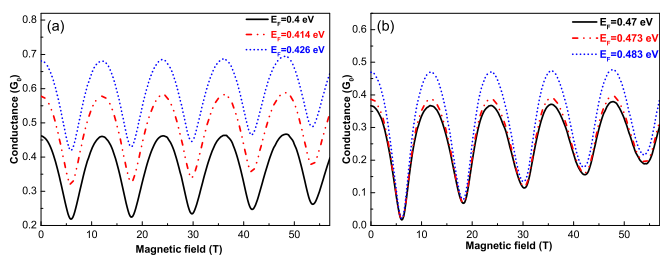 (a)
E_F=0.4 eV
E_F=0.414 eV
E_F=0.426 eV
Conductance (G_0)
0.8
0.7
0.6
0.5
0.4
0.3
0.2
0 10 20 30 40 50
Magnetic field (T)
(b)
E_F=0.47 eV
E_F=0.473 eV
E_F=0.483 eV
Conductance (G_0)
0.6
0.5
0.4
0.3
0.2
0.1
0.0
0 10 20 30 40 50
Magnetic field (T)